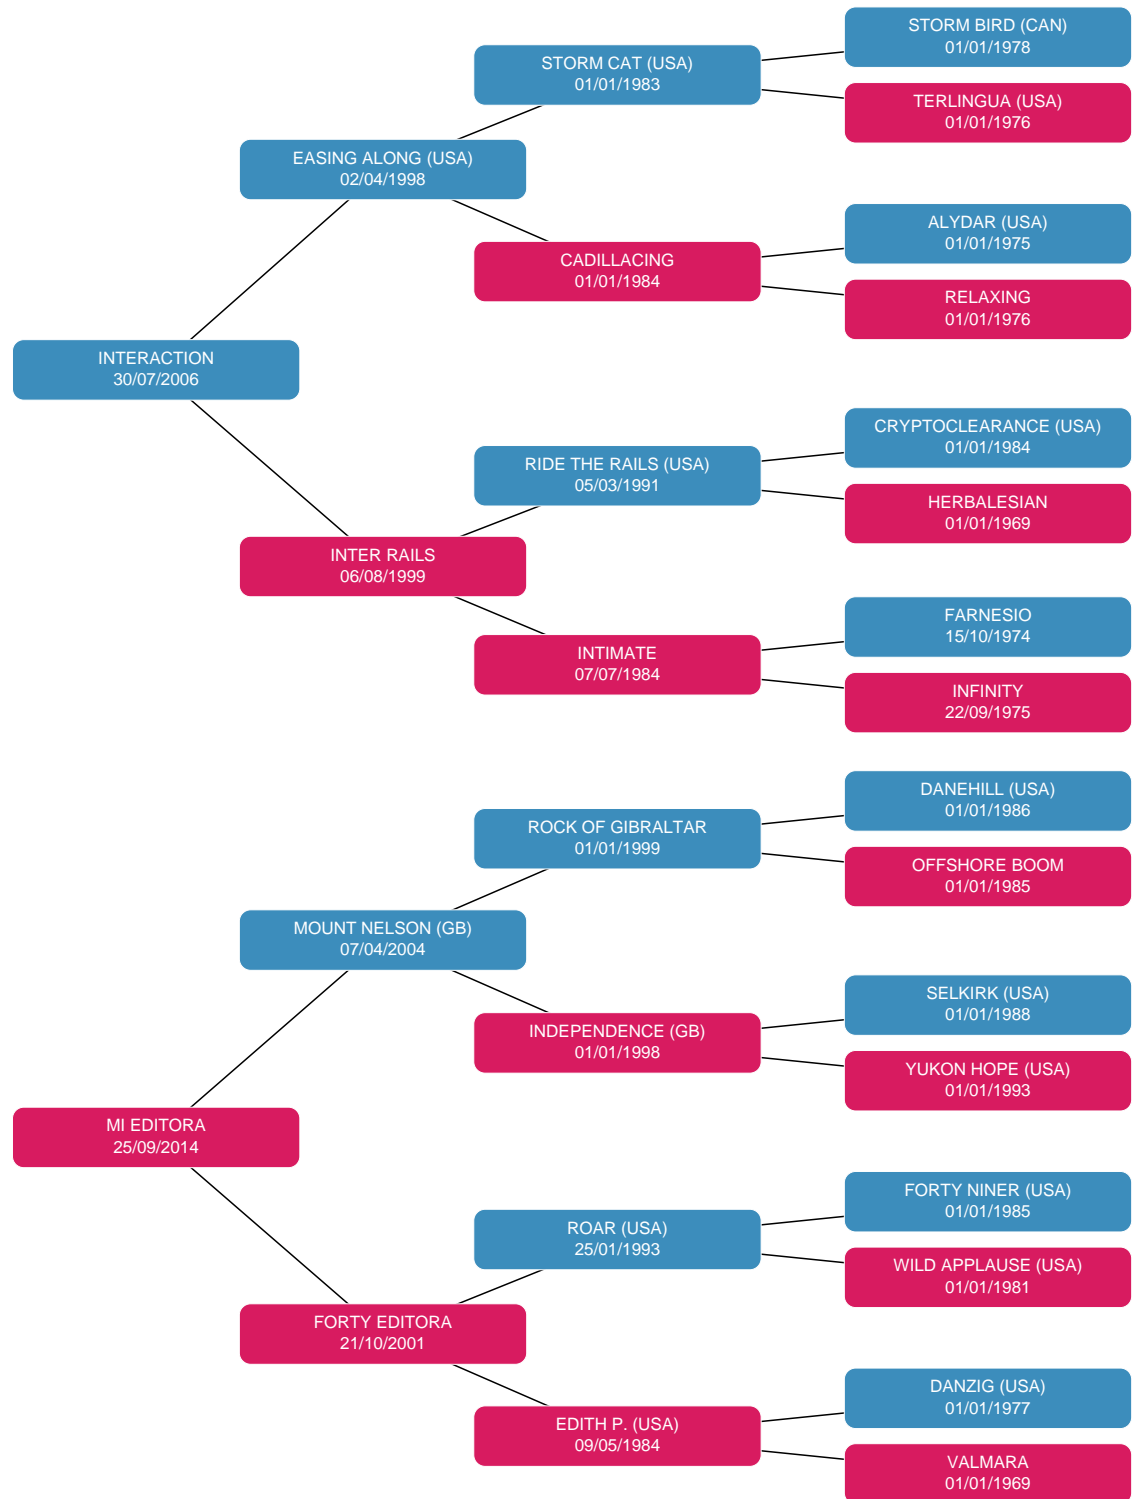 STORM BIRD (CAN)
01/01/1978
STORM CAT (USA)
01/01/1983
TERLINGUA (USA)
01/01/1976
EASING ALONG (USA)
02/04/1998
ALYDAR (USA)
01/01/1975
CADILLACING
01/01/1984
RELAXING
01/01/1976
INTERACTION
30/07/2006
CRYPTOCLEARANCE (USA)
01/01/1984
RIDE THE RAILS (USA)
05/03/1991
HERBALESIAN
01/01/1969
INTER RAILS
06/08/1999
FARNESIO
15/10/1974
INTIMATE
07/07/1984
INFINITY
22/09/1975
DANEHILL (USA)
01/01/1986
ROCK OF GIBRALTAR
01/01/1999
OFFSHORE BOOM
01/01/1985
MOUNT NELSON (GB)
07/04/2004
SELKIRK (USA)
01/01/1988
INDEPENDENCE (GB)
01/01/1998
YUKON HOPE (USA)
01/01/1993
MI EDITORA
25/09/2014
FORTY NINER (USA)
01/01/1985
ROAR (USA)
25/01/1993
WILD APPLAUSE (USA)
01/01/1981
FORTY EDITORA
21/10/2001
DANZIG (USA)
01/01/1977
EDITH P. (USA)
09/05/1984
VALMARA
01/01/1969